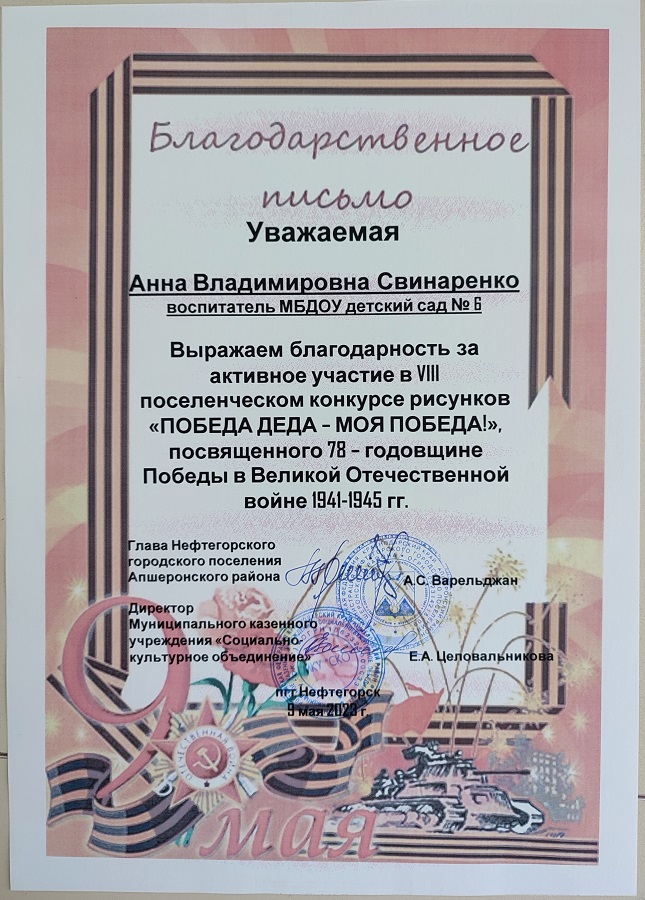 Благодарственное
письмо
Уважаемая
Анна Владимировна Свинаренко
воспитатель МБДОУ детский сад № 6
Выражаем благодарность за
активное участие в VIII
поселенческом конкурсе рисунков
«ПОБЕДА ДЕДА – МОЯ ПОБЕДА!»,
посвященного 78 – годовщине
Победы в Великой Отечественной
войне 1941-1945 гг.
Глава Нефтегорского
городского поселения
Апшеронского района
А.С. Варельджан
Директор
Муниципального казенного
учреждения «Социально-
культурное объединение»
Е.А. Целовальникова
пгт.Нефтегорск
9 мая 2023 г.
9
ОТЕЧЕСТВЕННАЯ ВОЙНА
мая